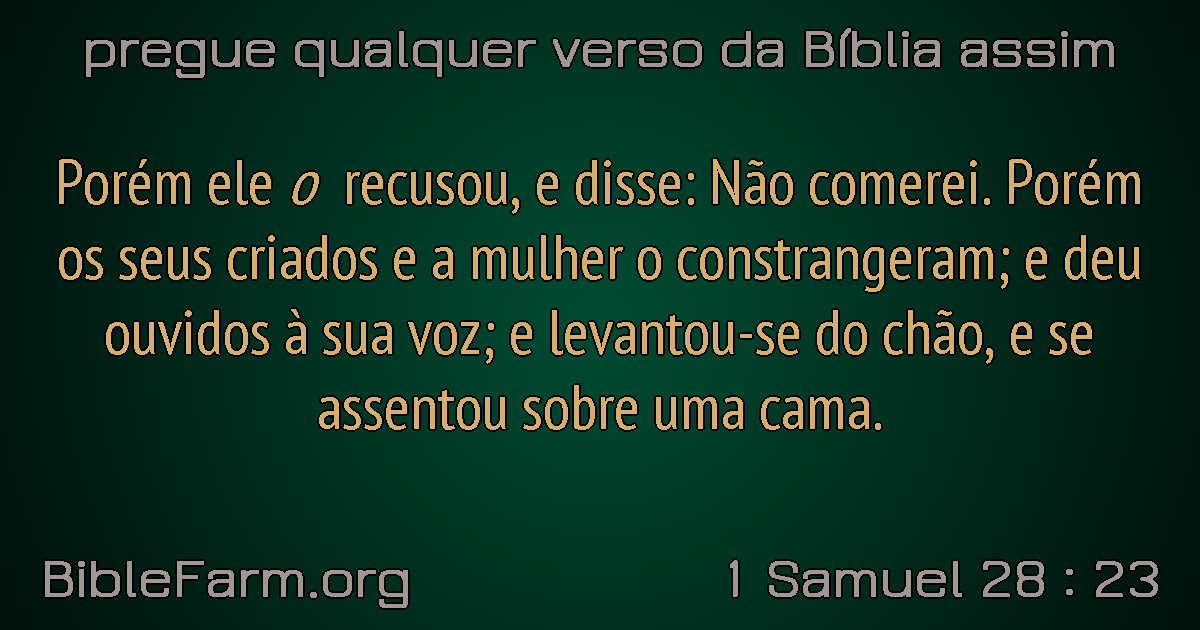 pregue qualquer verso da Bíblia assim
Porém ele o recusou, e disse: Não comerei. Porém
os seus criados e a mulher o constrangeram; e deu
ouvidos à sua voz; e levantou-se do chão, e se
assentou sobre uma cama.
BibleFarm.org
1 Samuel 28 : 23